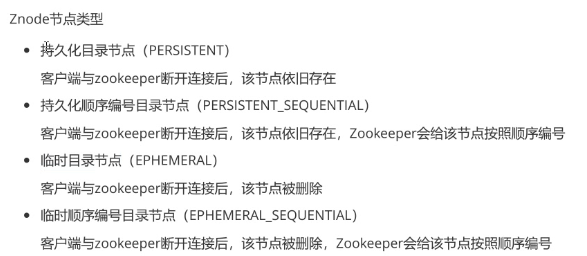 Znode节点类型
持久化目录节点（PERSISTENT）
客户端与zookeeper断开连接后，该节点依旧存在
持久化顺序编号目录节点（PERSISTENT_SEQUENTIAL）
客户端与zookeeper断开连接后，该节点依旧存在，Zookeeper会给该节点按照顺序编号
临时目录节点（EPHEMERAL）
客户端与zookeeper断开连接后，该节点被删除
临时顺序编号目录节点（EPHEMERAL_SEQUENTIAL）
客户端与zookeeper断开连接后，该节点被删除，Zookeeper会给该节点按照顺序编号